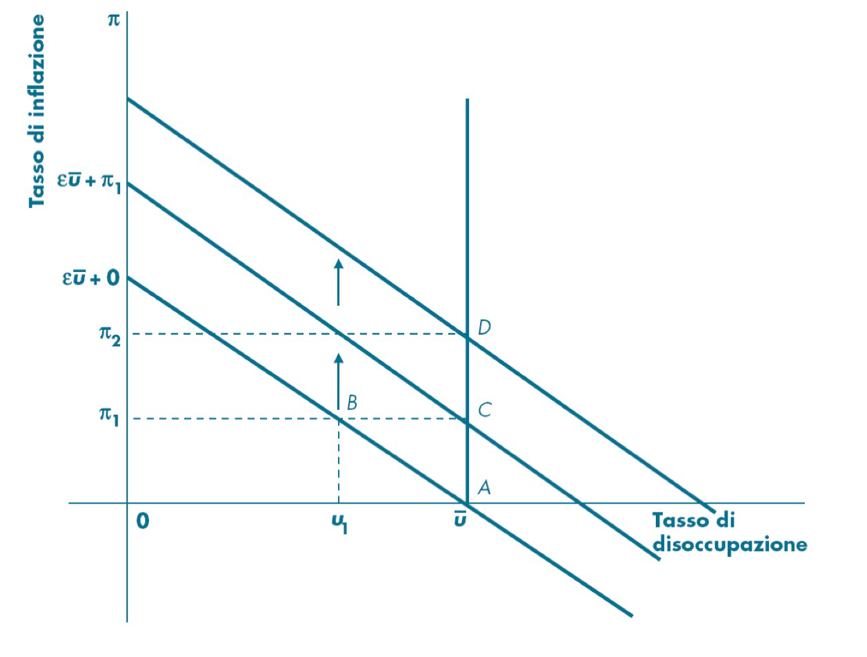 π
Tasso di inflazione
εū + π₁
εū + 0
π₂
π₁
B
D
C
A
0
u₁
ū
Tasso di
disoccupazione